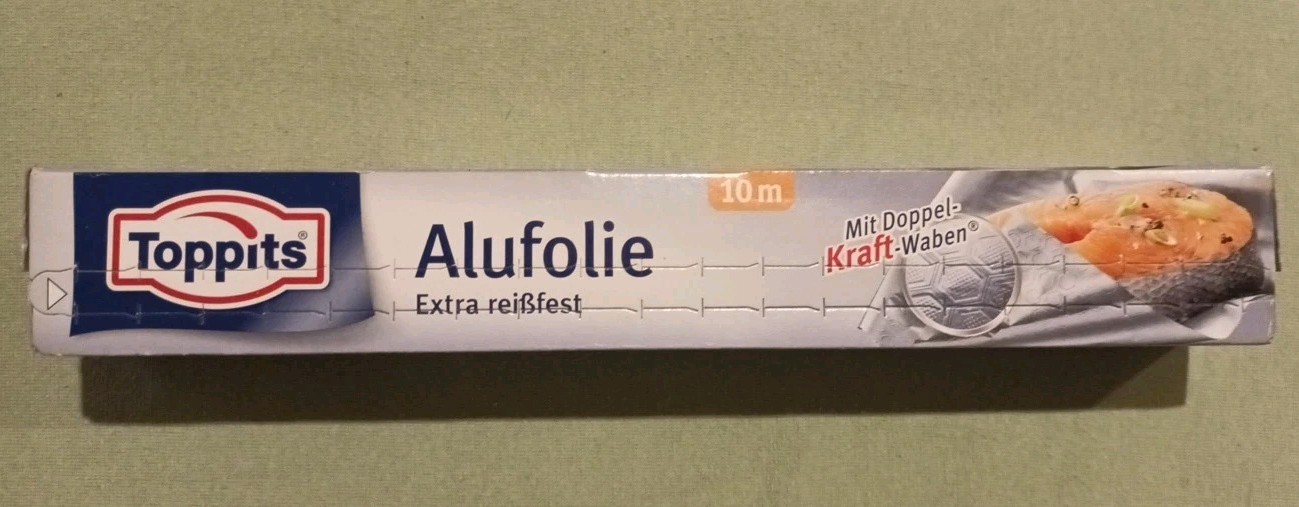 Toppits®
Alufolie
Extra reißfest
10 m
Mit Doppel-
Kraft-Waben®